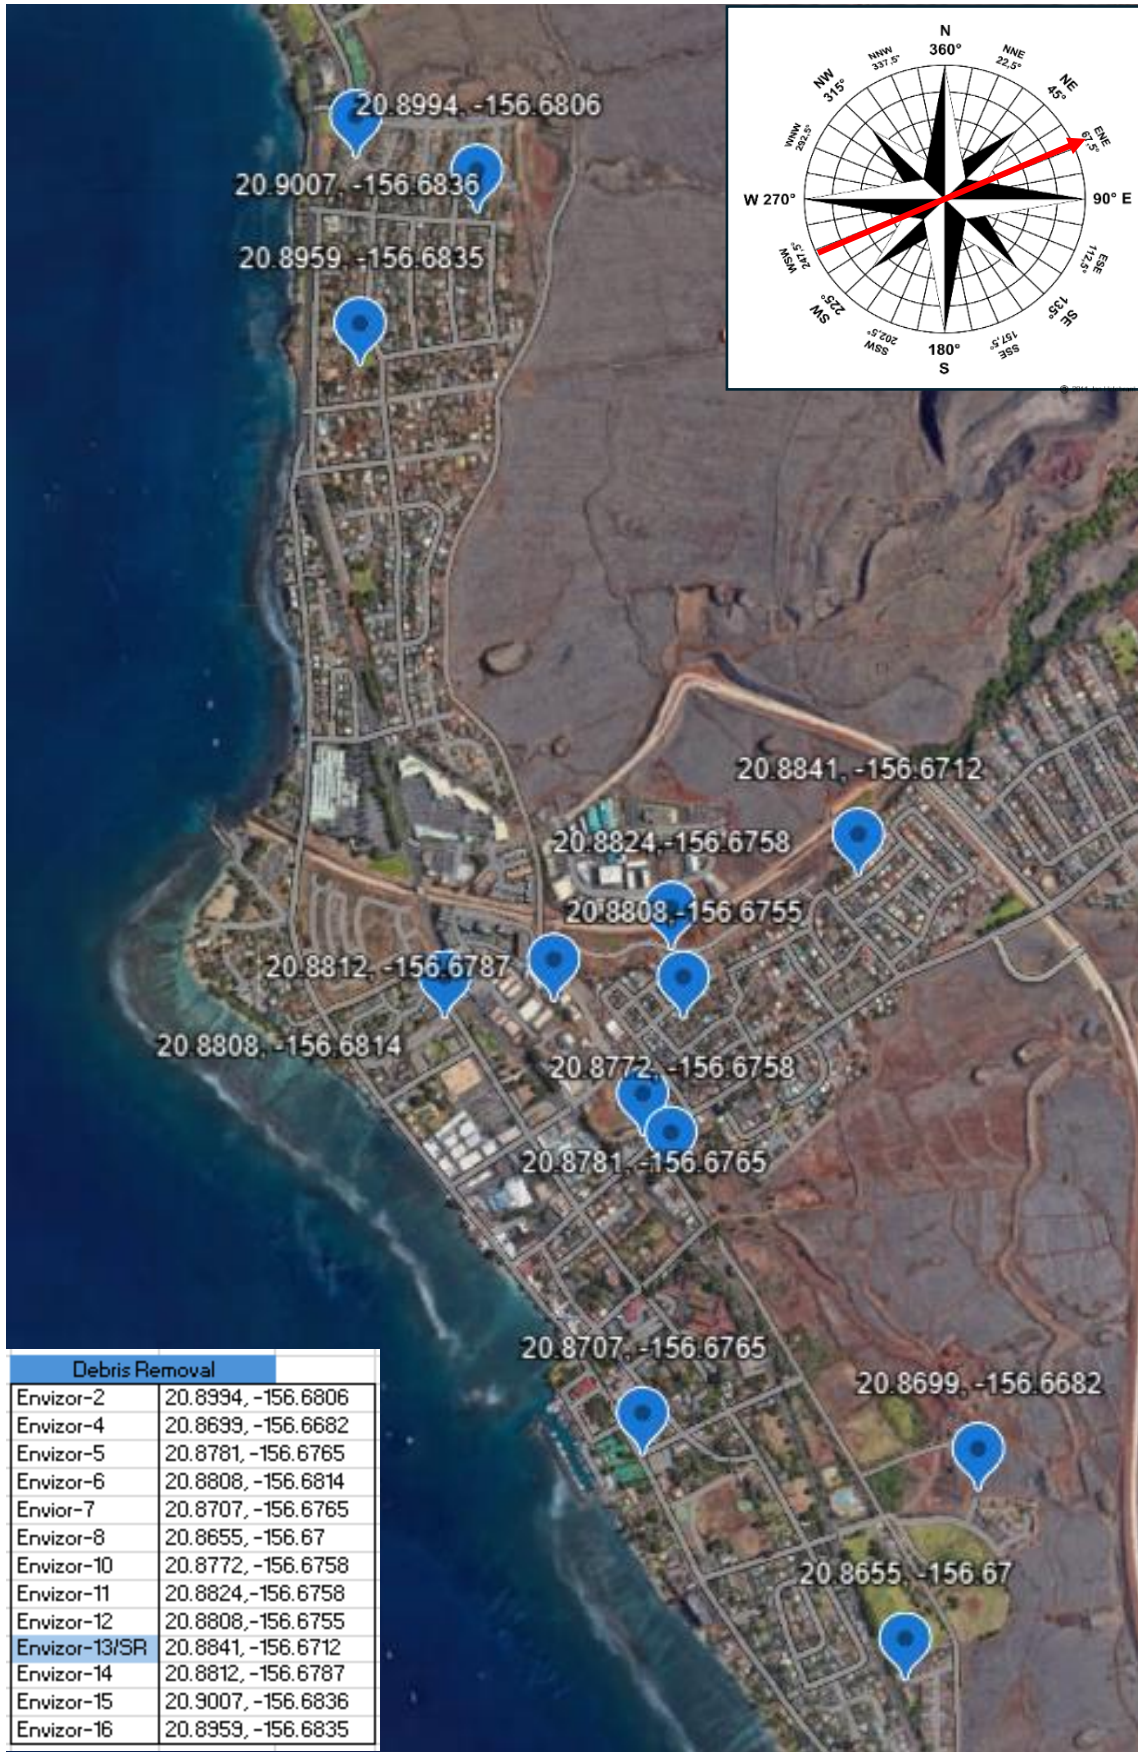 N
360°
NNE
22,5°
NE
45°
ENE
67,5°
90° E
ESE
112,5°
SE
135°
SSE
157,5°
180°
S
SSW
202,5°
SW
225°
WSW
247,5°
W 270°
WNW
292,5°
NW
315°
NNW
337,5°
20.8994, -156.6806
20.9007, -156.6836
20.8959, -156.6835
20.8841, -156.6712
20.8824,-156.6758
20.8808,-156.6755
20.8812, -156.6787
20.8808, -156.6814
20.8772, -156.6758
20.8781, -156.6765
20.8707, -156.6765
20.8699, -156.6682
20.8655, -156.67
Debris Removal
Envizor-2 20.8994, -156.6806
Envizor-4 20.8699, -156.6682
Envizor-5 20.8781, -156.6765
Envizor-6 20.8808, -156.6814
Envior-7 20.8707, -156.6765
Envizor-8 20.8655, -156.67
Envizor-10 20.8772, -156.6758
Envizor-11 20.8824,-156.6758
Envizor-12 20.8808,-156.6755
Envizor-13/SR 20.8841, -156.6712
Envizor-14 20.8812, -156.6787
Envizor-15 20.9007, -156.6836
Envizor-16 20.8959, -156.6835